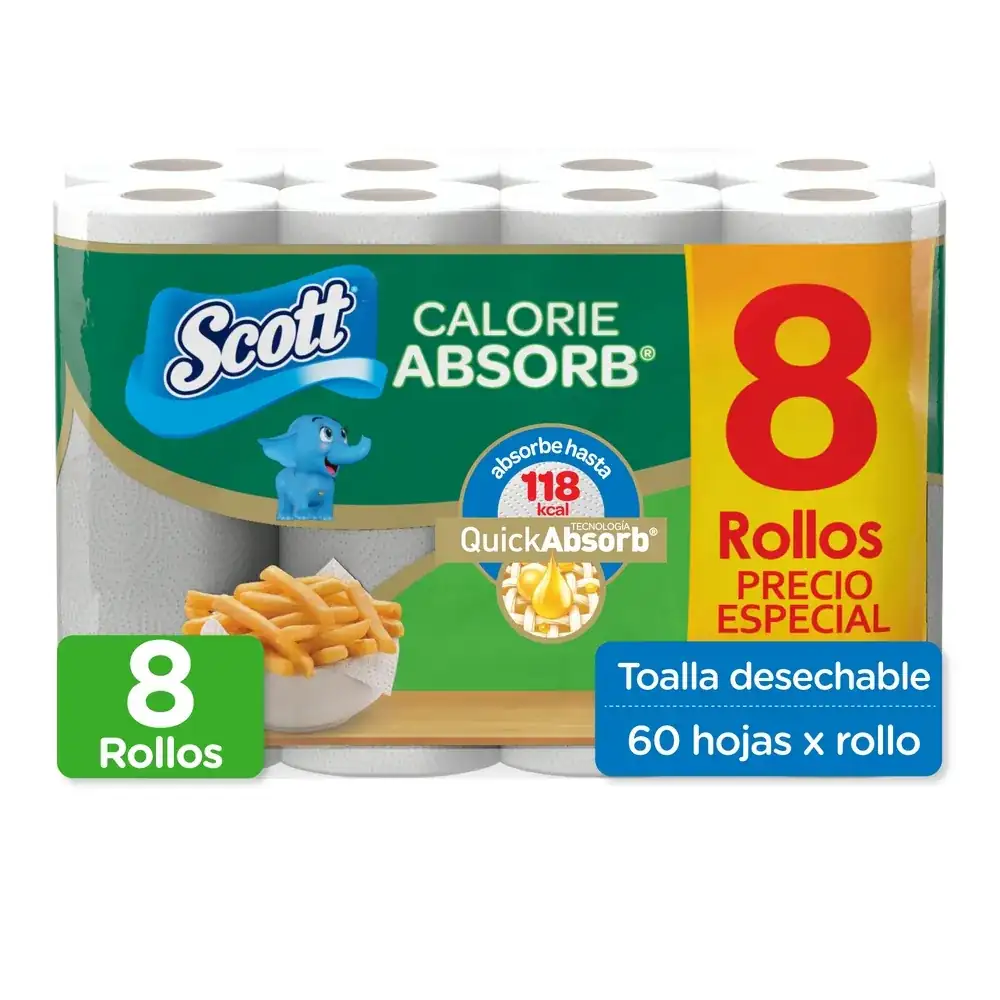 Scott
CALORIE
ABSORB®
8
Rollos
PRECIO
ESPECIAL
absorbe hasta
118
kcal
TECNOLOGÍA
QuickAbsorb®
8
Rollos
Toalla desechable
60 hojas x rollo